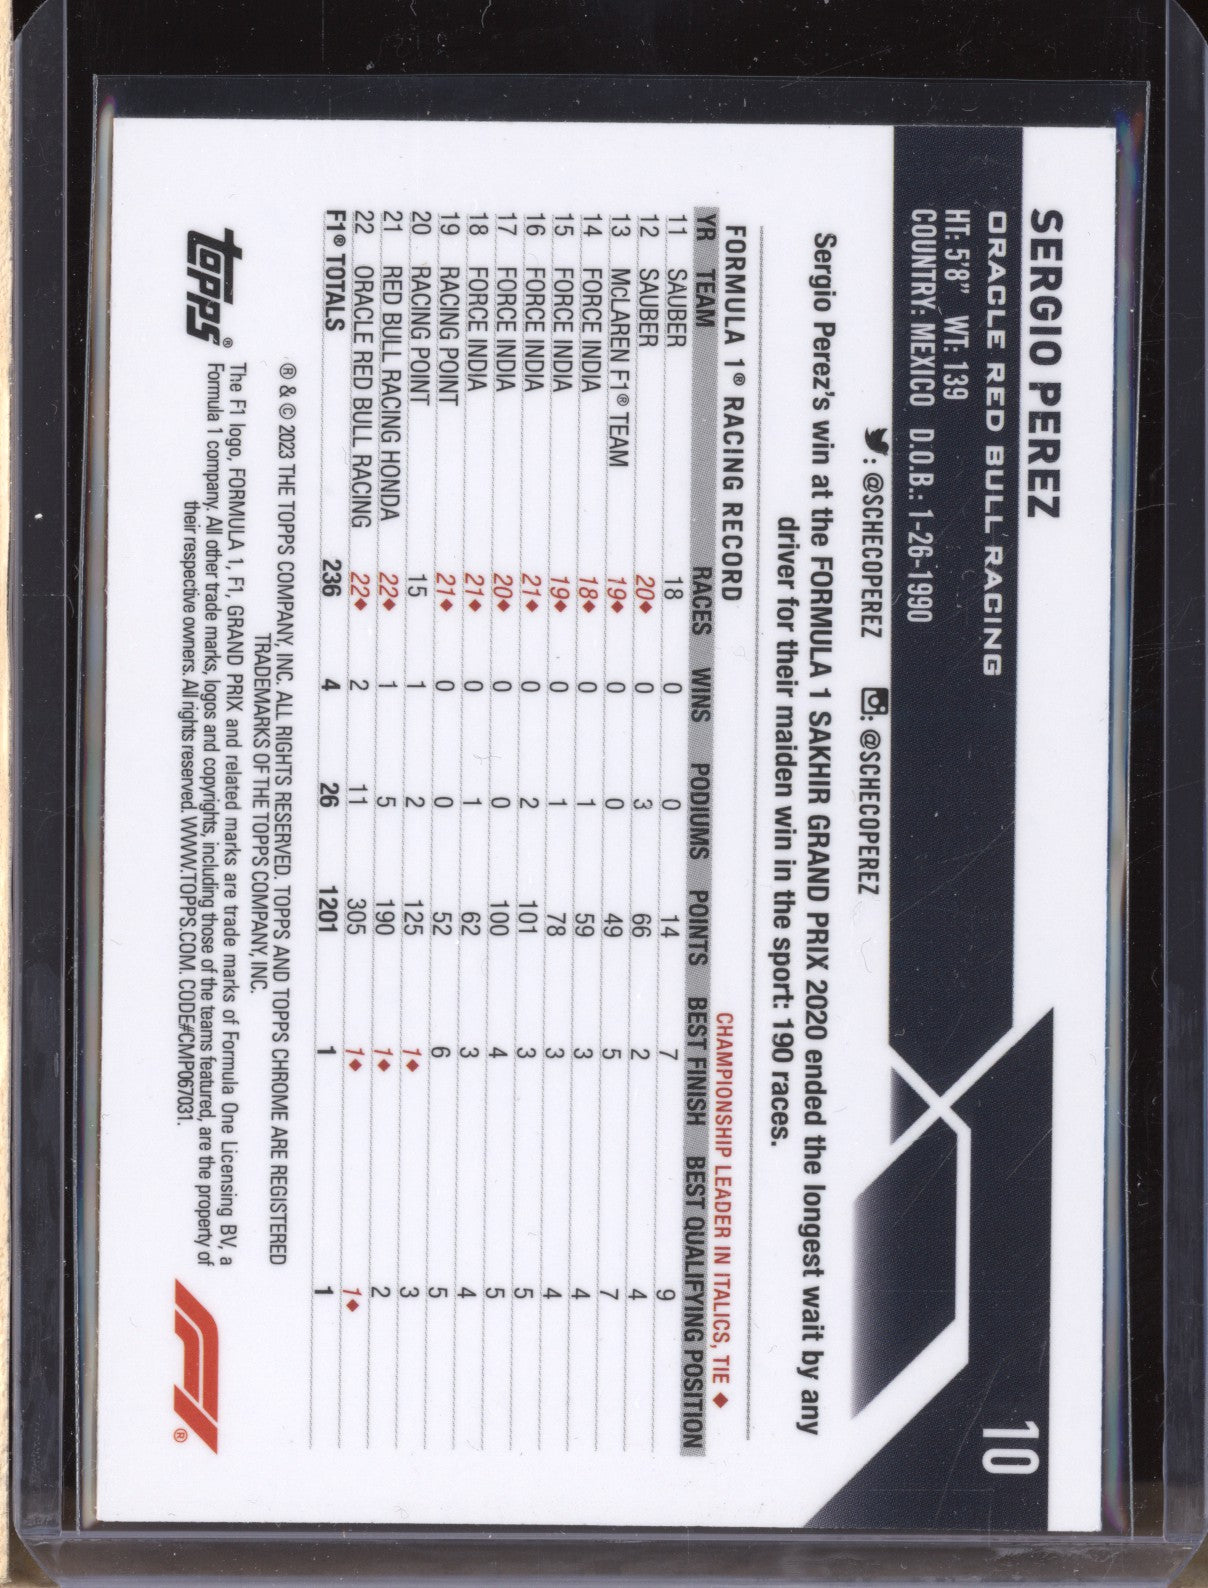 SERGIO PEREZ
10
ORACLE RED BULL RACING
HT: 5'8" WT: 139
COUNTRY: MEXICO D.O.B.: 1-26-1990
: @SCHECOPEREZ : @SCHECOPEREZ
Sergio Perez's win at the FORMULA 1 SAKHIR GRAND PRIX 2020 ended the longest wait by any
driver for their maiden win in the sport: 190 races.
FORMULA 1® RACING RECORD CHAMPIONSHIP LEADER IN ITALICS, TIE ◆
YR TEAM RACES WINS PODIUMS POINTS BEST FINISH BEST QUALIFYING POSITION
11 SAUBER 18 0 0 14 7 9
12 SAUBER 20◆ 0 3 66 2 4
13 McLAREN F1® TEAM 19◆ 0 0 49 5 7
14 FORCE INDIA 18◆ 0 1 59 3 4
15 FORCE INDIA 19◆ 0 1 78 3 4
16 FORCE INDIA 21◆ 0 2 101 3 5
17 FORCE INDIA 20◆ 0 0 100 4 5
18 FORCE INDIA 21◆ 0 1 62 3 4
19 RACING POINT 21◆ 0 0 52 6 5
20 RACING POINT 15 1 2 125 1◆ 3
21 RED BULL RACING HONDA 22◆ 1 5 190 1◆ 2
22 ORACLE RED BULL RACING 22◆ 2 11 305 1◆ 1◆
F1® TOTALS 236 4 26 1201 1 1
® & © 2023 THE TOPPS COMPANY, INC. ALL RIGHTS RESERVED. TOPPS AND TOPPS CHROME ARE REGISTERED
TRADEMARKS OF THE TOPPS COMPANY, INC.
topps®
The F1 logo, FORMULA 1, F1, GRAND PRIX and related marks are trade marks of Formula One Licensing BV, a
Formula 1 company. All other trade marks, logos and copyrights, including those of the teams featured, are the property of
their respective owners. All rights reserved. WWW.TOPPS.COM. CODE#CMP067031.
F1®